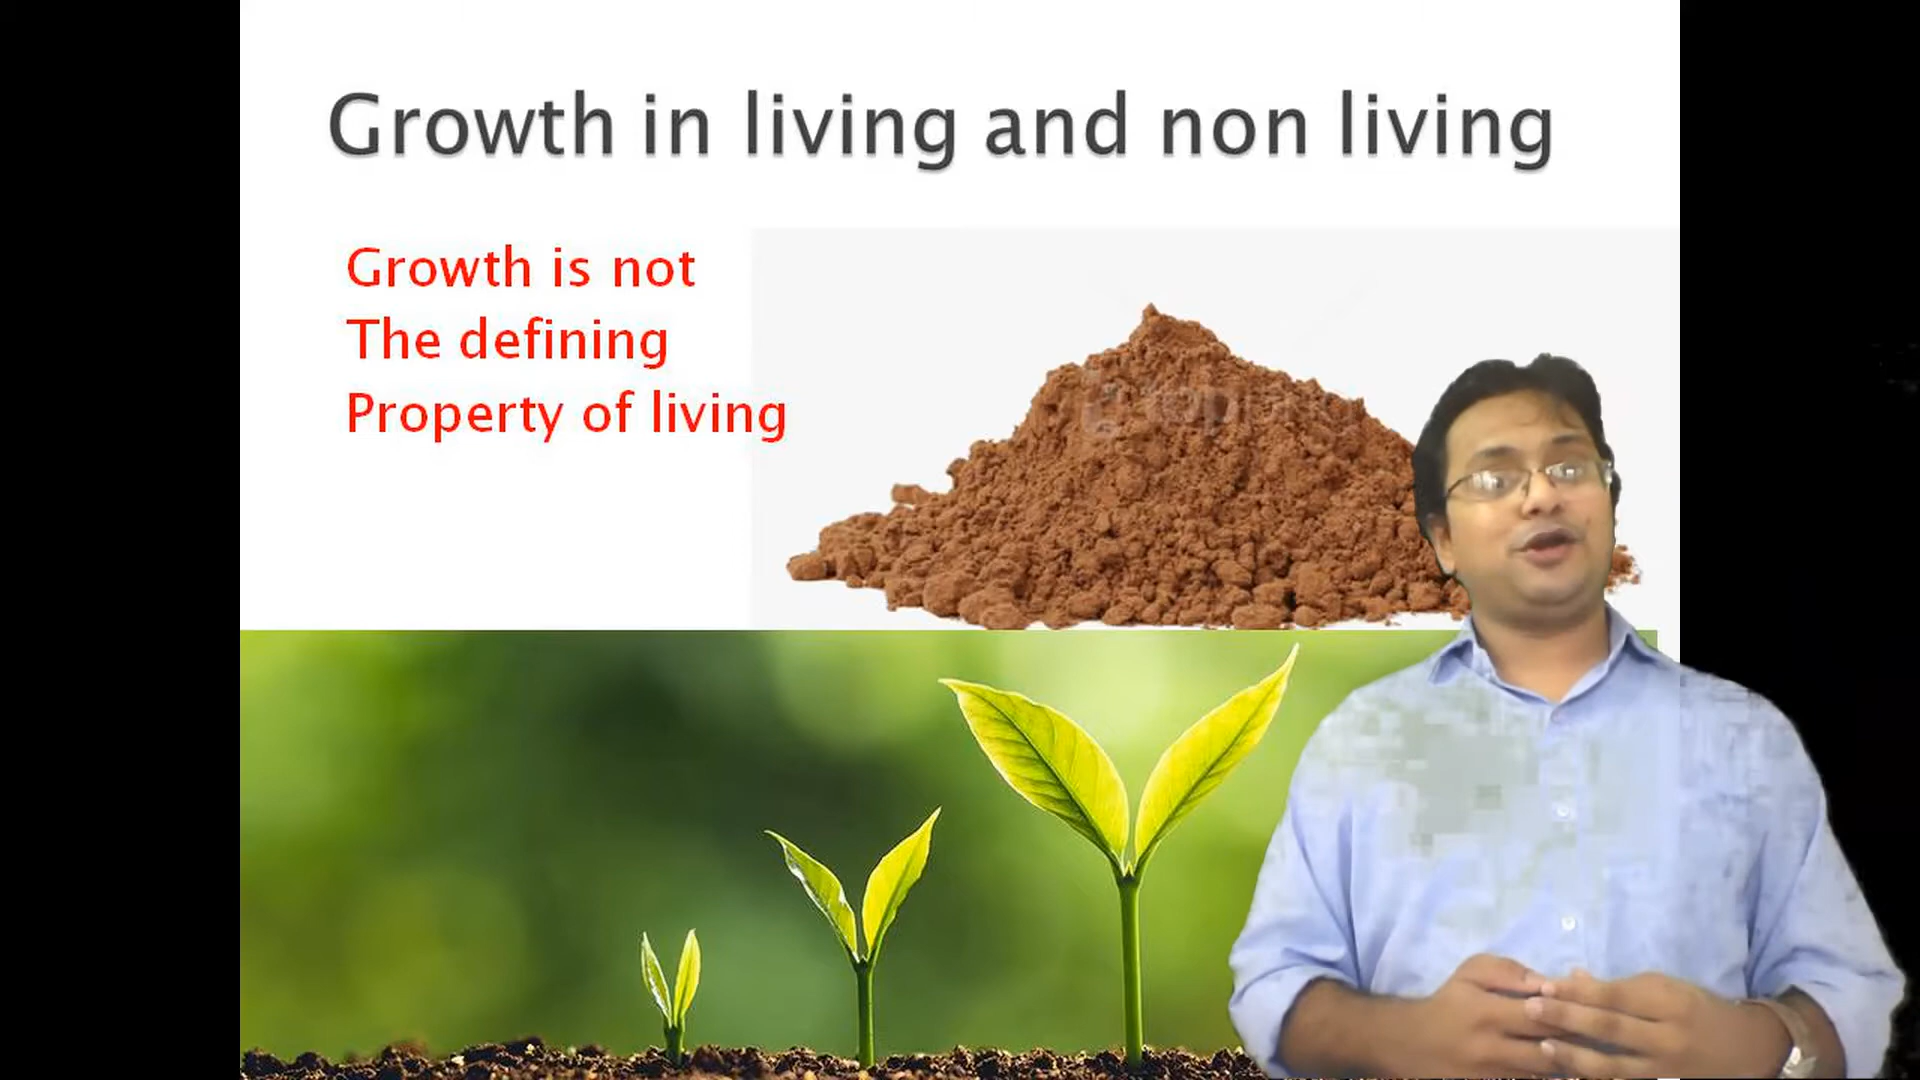 Growth in living and non living
Growth is not
The defining
Property of living